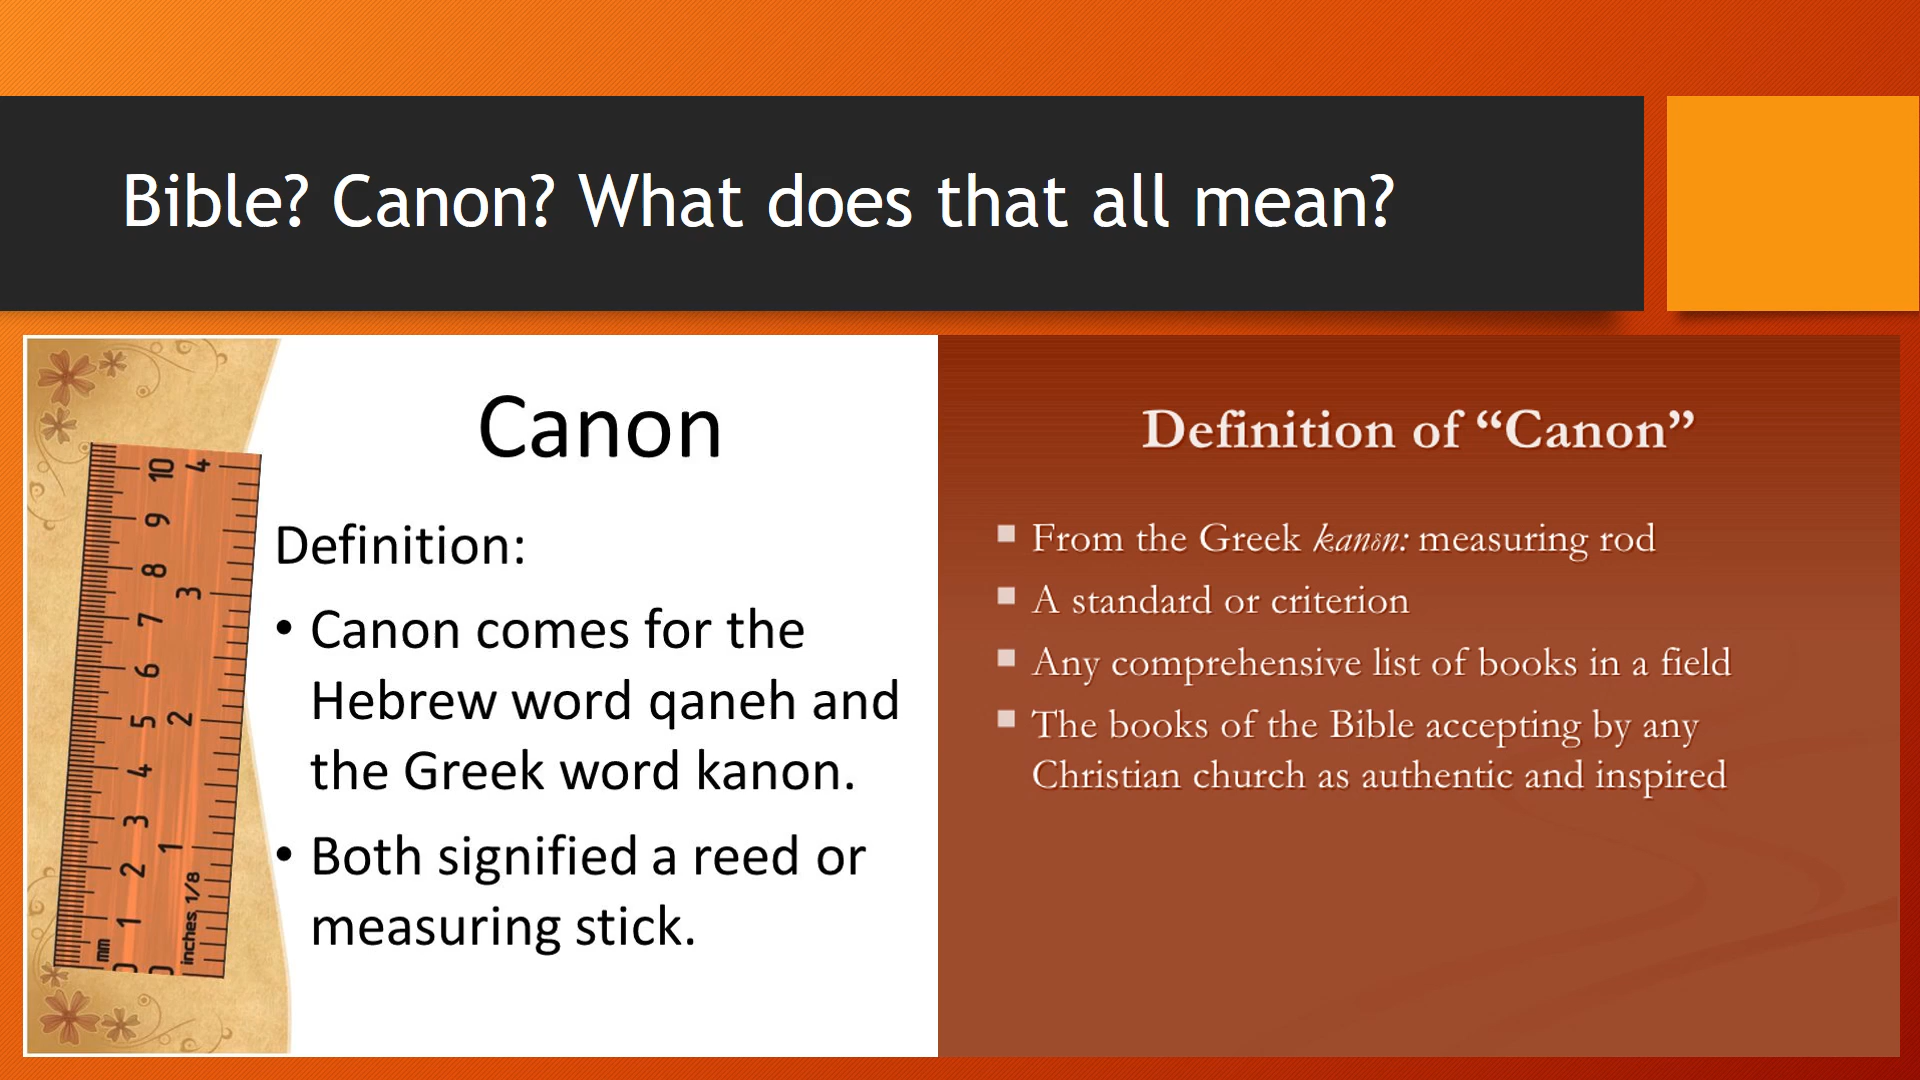 Bible? Canon? What does that all mean?
Canon
Definition:
• Canon comes for the
Hebrew word qaneh and
the Greek word kanon.
• Both signified a reed or
measuring stick.
10 4
9
8
3
7
6
5 2
4
3
1
2
1
mm
inches 1/8
0 0
Definition of “Canon”
▪ From the Greek kanŏn: measuring rod
▪ A standard or criterion
▪ Any comprehensive list of books in a field
▪ The books of the Bible accepting by any
Christian church as authentic and inspired